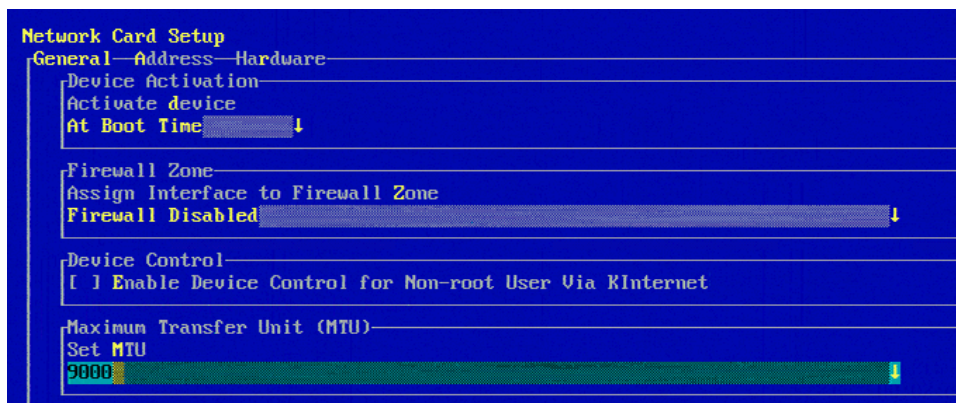 Network Card Setup
General—Address—Hardware
Device Activation
Activate device
At Boot Time
Firewall Zone
Assign Interface to Firewall Zone
Firewall Disabled
Device Control
[ ] Enable Device Control for Non-root User Via KInternet
Maximum Transfer Unit (MTU)
Set MTU
9000